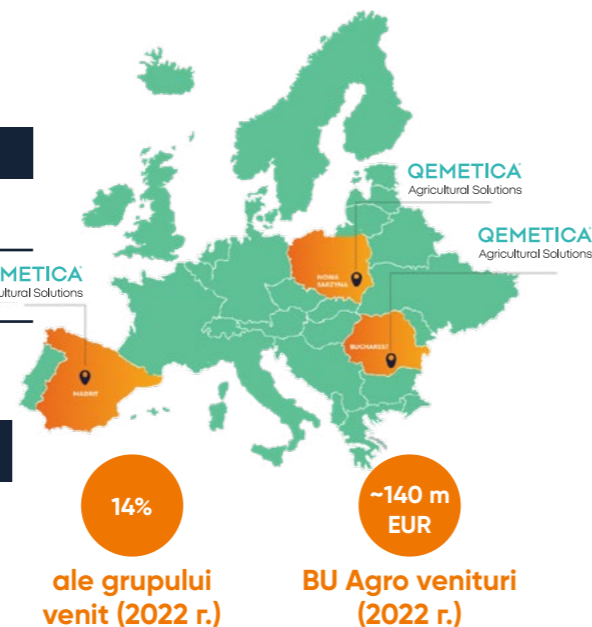 QEMETICA
Agricultural Solutions
QEMETICA
Agricultural Solutions
METICA
ultural Solutions
NOWA
SARZYNA
BUCHAREST
MADRIT
14%
~140 m
EUR
ale grupului
venit (2022 r.)
BU Agro venituri
(2022 r.)